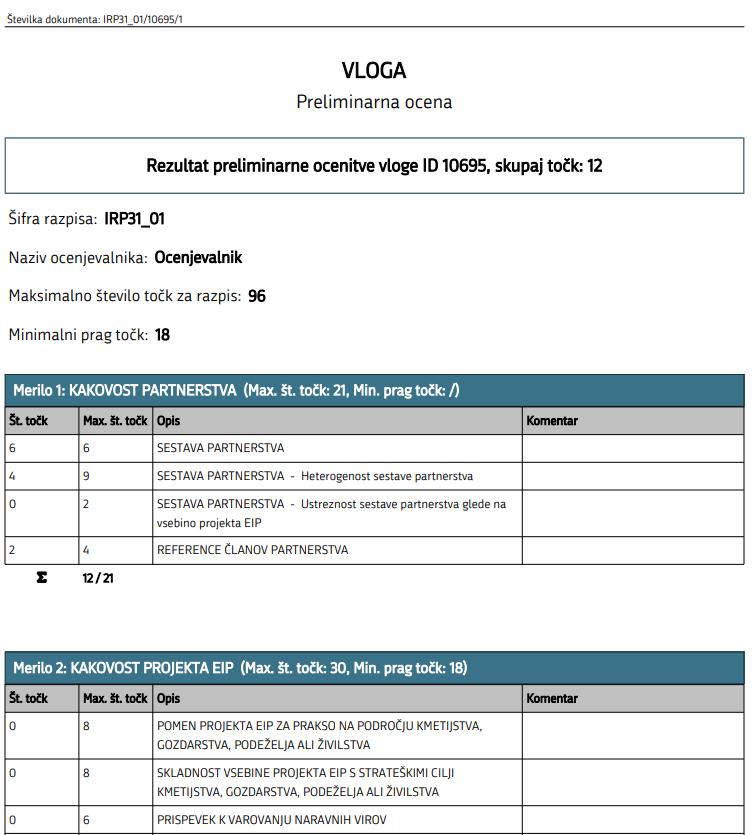 Številka dokumenta: IRP31_01/10695/1
VLOGA
Preliminarna ocena
Rezultat preliminarne ocenitve vloge ID 10695, skupaj točk: 12
Šifra razpisa: IRP31_01
Naziv ocenjevalnika: Ocenjevalnik
Maksimalno število točk za razpis: 96
Minimalni prag točk: 18
Merilo 1: KAKOVOST PARTNERSTVA (Max. št. točk: 21, Min. prag točk: /)
Št. točk Max. št. točk Opis Komentar
6 6 SESTAVA PARTNERSTVA
4 9 SESTAVA PARTNERSTVA - Heterogenost sestave partnerstva
0 2 SESTAVA PARTNERSTVA - Ustreznost sestave partnerstva glede na
vsebino projekta EIP
2 4 REFERENCE ČLANOV PARTNERSTVA
Σ 12 / 21
Merilo 2: KAKOVOST PROJEKTA EIP (Max. št. točk: 30, Min. prag točk: 18)
Št. točk Max. št. točk Opis Komentar
0 8 POMEN PROJEKTA EIP ZA PRAKSO NA PODROČJU KMETIJSTVA,
GOZDARSTVA, PODEŽELJA ALI ŽIVILSTVA
0 8 SKLADNOST VSEBINE PROJEKTA EIP S STRATEŠKIMI CILJI
KMETIJSTVA, GOZDARSTVA, PODEŽELJA ALI ŽIVILSTVA
0 6 PRISPEVEK K VAROVANJU NARAVNIH VIROV